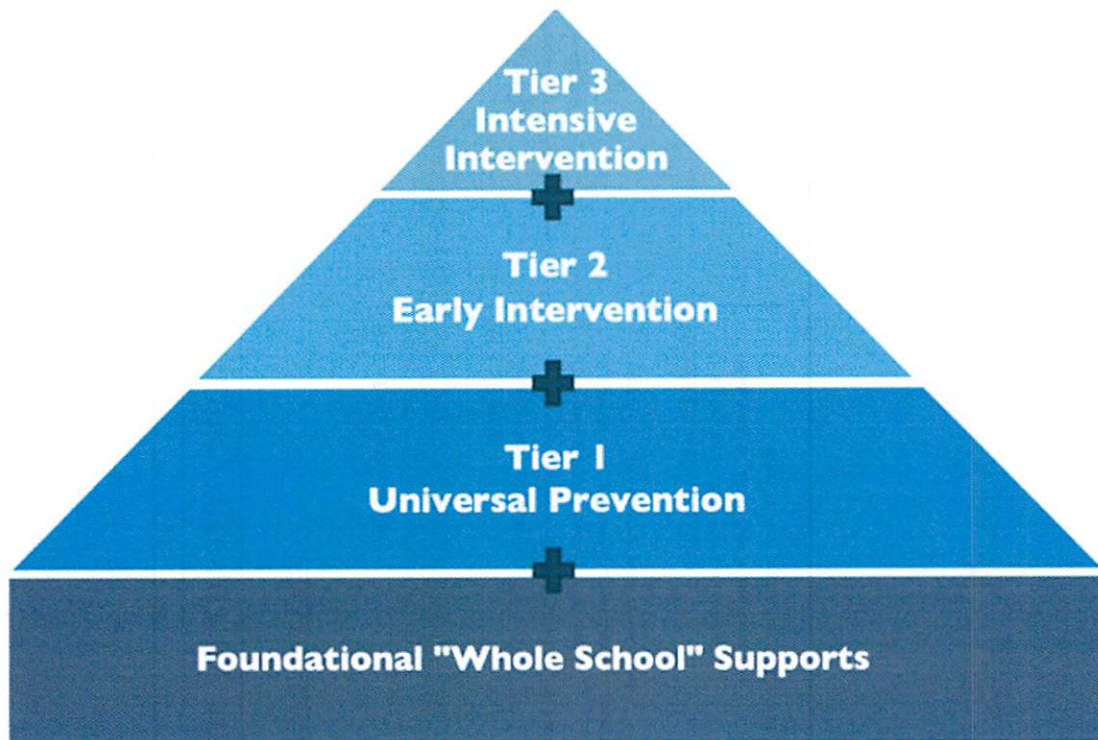 Tier 3
Intensive
Intervention
Tier 2
Early Intervention
Tier 1
Universal Prevention
Foundational "Whole School" Supports